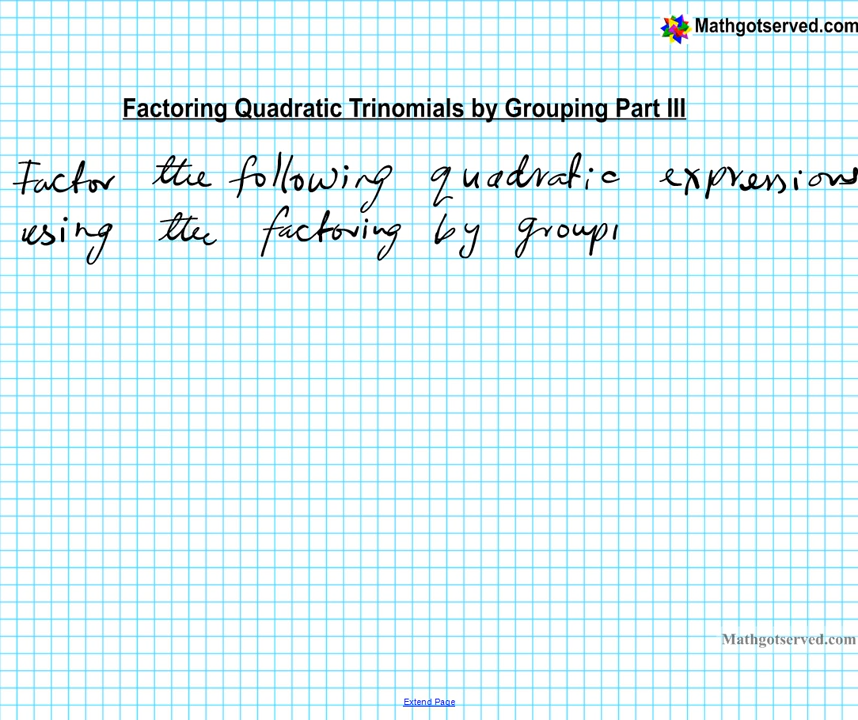 Mathgotserved.com
Factoring Quadratic Trinomials by Grouping Part III
Factor the following quadratic expressions
using the factoring by group
Mathgotserved.com
Extend Page